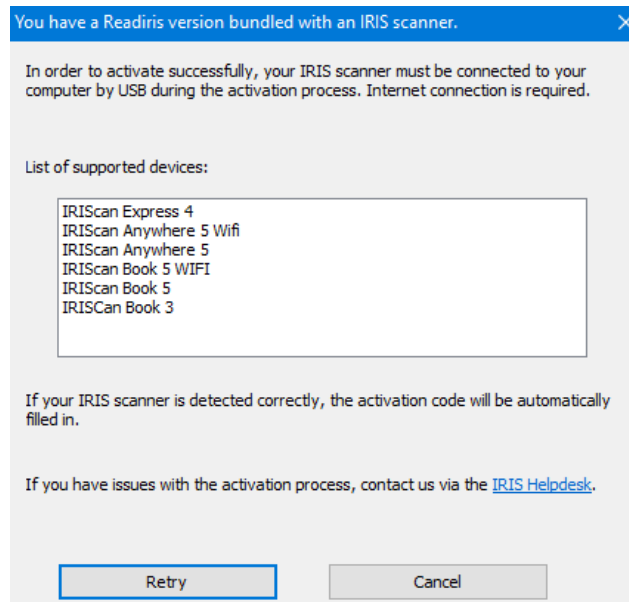 You have a Readiris version bundled with an IRIS scanner.
In order to activate successfully, your IRIS scanner must be connected to your
computer by USB during the activation process. Internet connection is required.
List of supported devices:
IRIScan Express 4
IRIScan Anywhere 5 Wifi
IRIScan Anywhere 5
IRIScan Book 5 WIFI
IRIScan Book 5
IRISCan Book 3
If your IRIS scanner is detected correctly, the activation code will be automatically
filled in.
If you have issues with the activation process, contact us via the IRIS Helpdesk.
Retry
Cancel